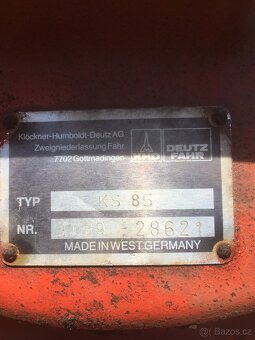 Klöckner-Humboldt-Deutz AG
Zweigniederlassung Fahr
7702 Gottmadingen
KHD
DEUTZ
FAHR
TYP KS 85
NR. 28621
MADE IN WEST GERMANY
Bazos.cz